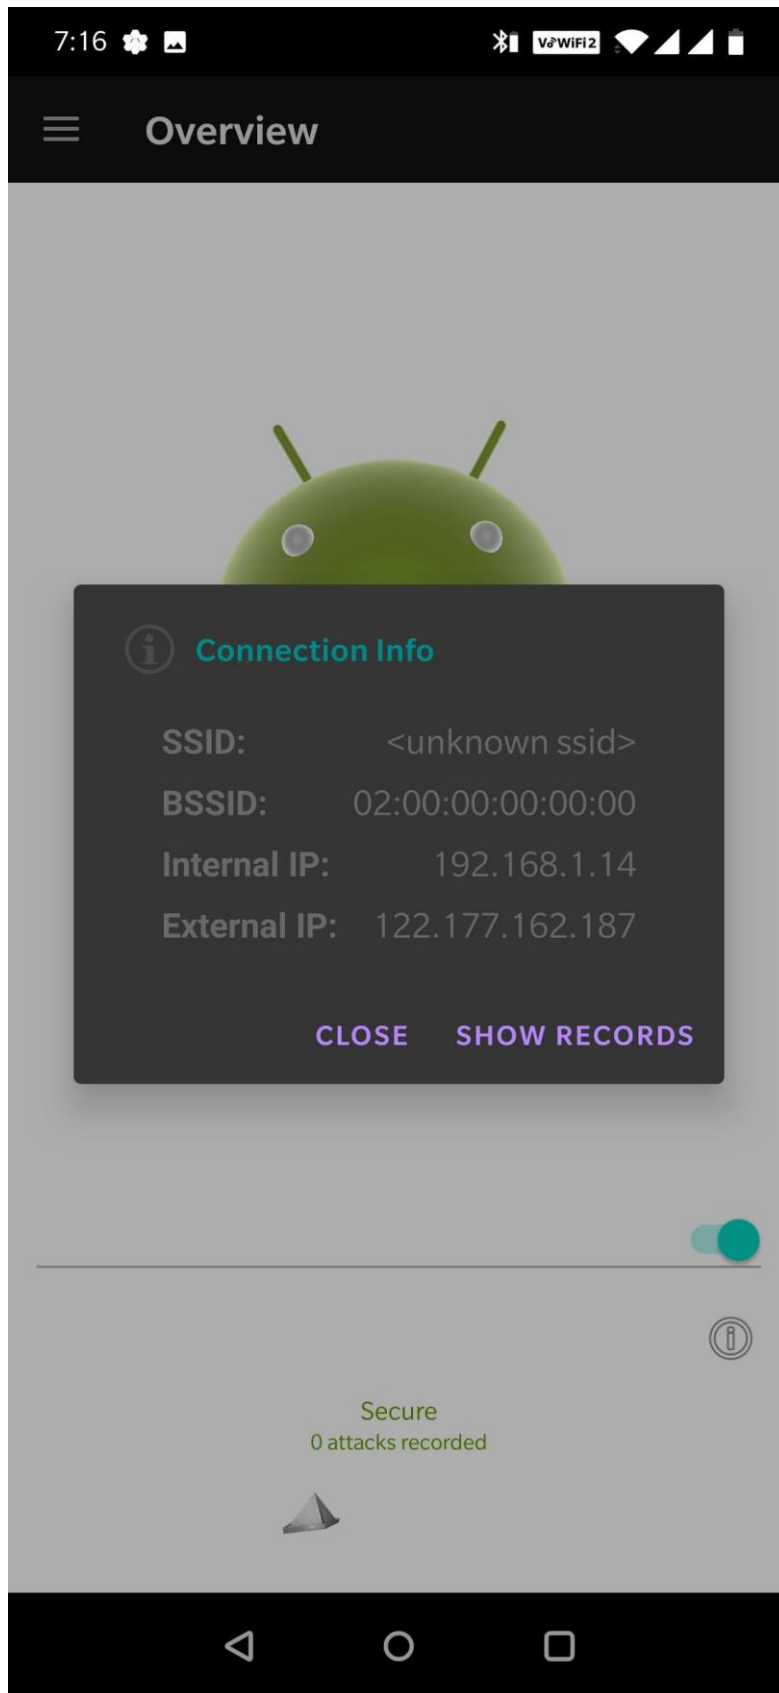 7:16 VoWiFi2
Overview
Connection Info
SSID: <unknown ssid>
BSSID: 02:00:00:00:00:00
Internal IP: 192.168.1.14
External IP: 122.177.162.187
CLOSE SHOW RECORDS
Secure
0 attacks recorded